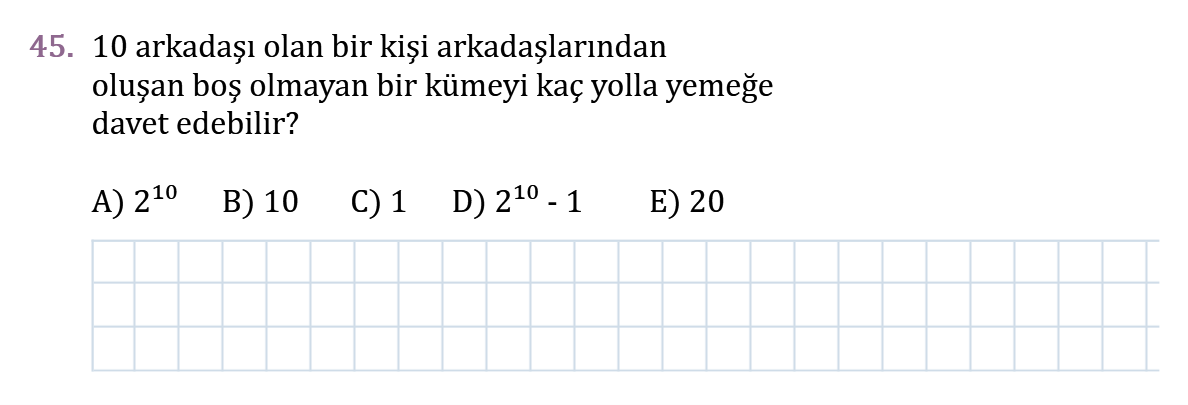 45. 10 arkadaşı olan bir kişi arkadaşlarından
oluşan boş olmayan bir kümeyi kaç yolla yemeğe
davet edebilir?
A) 2¹⁰ B) 10 C) 1 D) 2¹⁰ - 1 E) 20